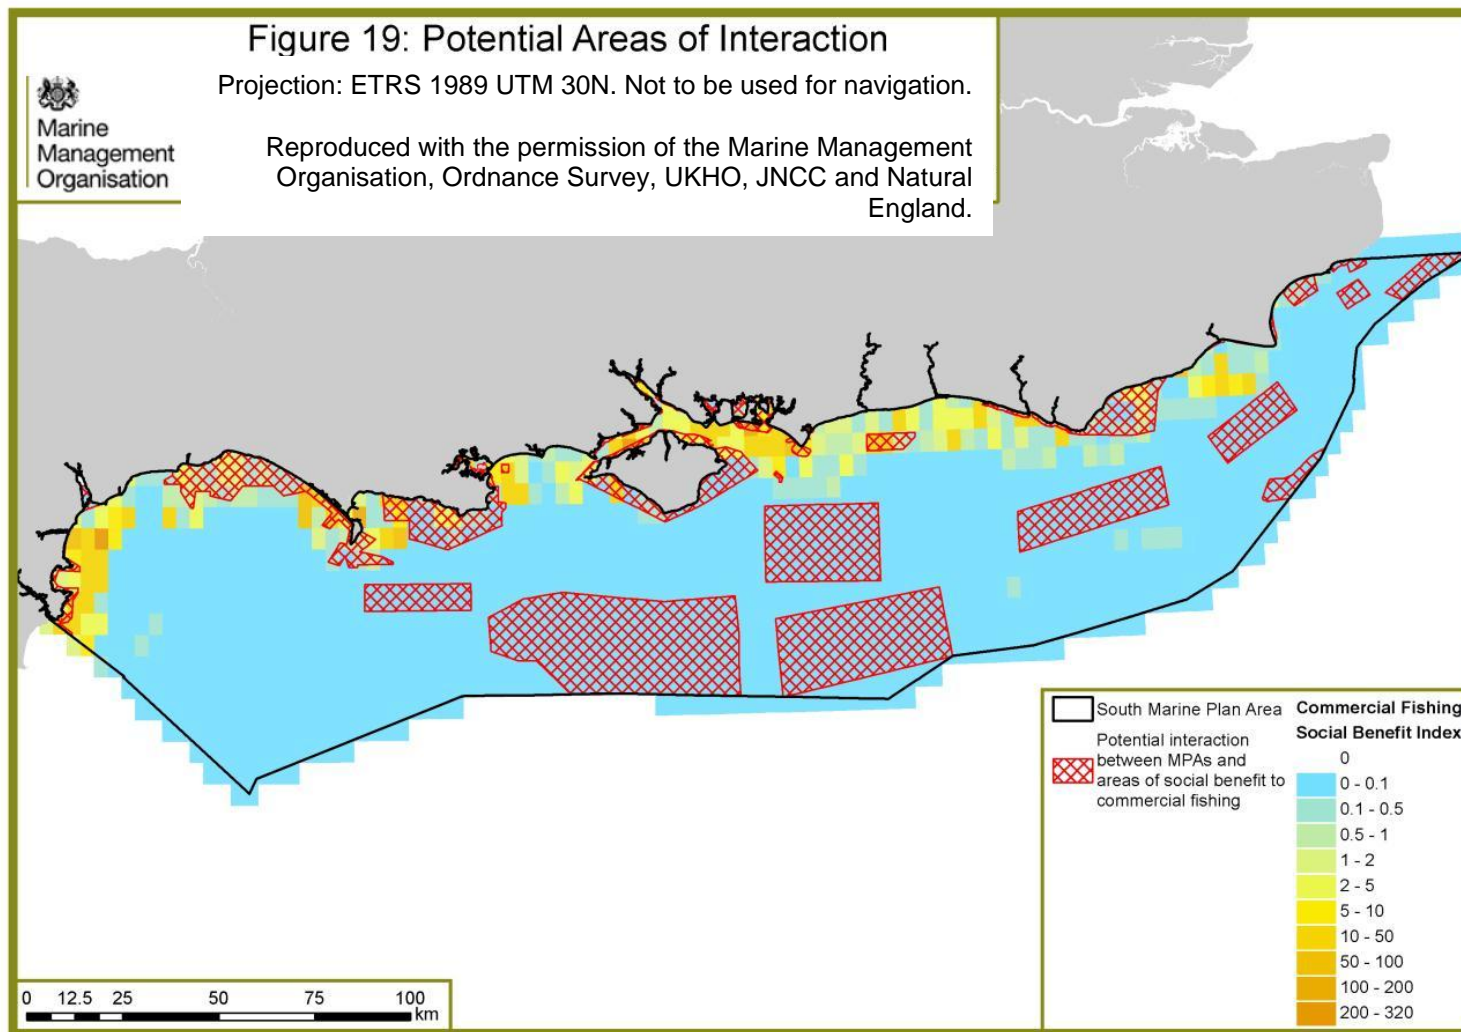 Figure 19: Potential Areas of Interaction
Projection: ETRS 1989 UTM 30N. Not to be used for navigation.
Marine
Management
Organisation
Reproduced with the permission of the Marine Management
Organisation, Ordnance Survey, UKHO, JNCC and Natural
England.
South Marine Plan Area
Potential interaction
between MPAs and
areas of social benefit to
commercial fishing
Commercial Fishing
Social Benefit Index
0
0 - 0.1
0.1 - 0.5
0.5 - 1
1 - 2
2 - 5
5 - 10
10 - 50
50 - 100
100 - 200
200 - 320
0 12.5 25 50 75 100
km